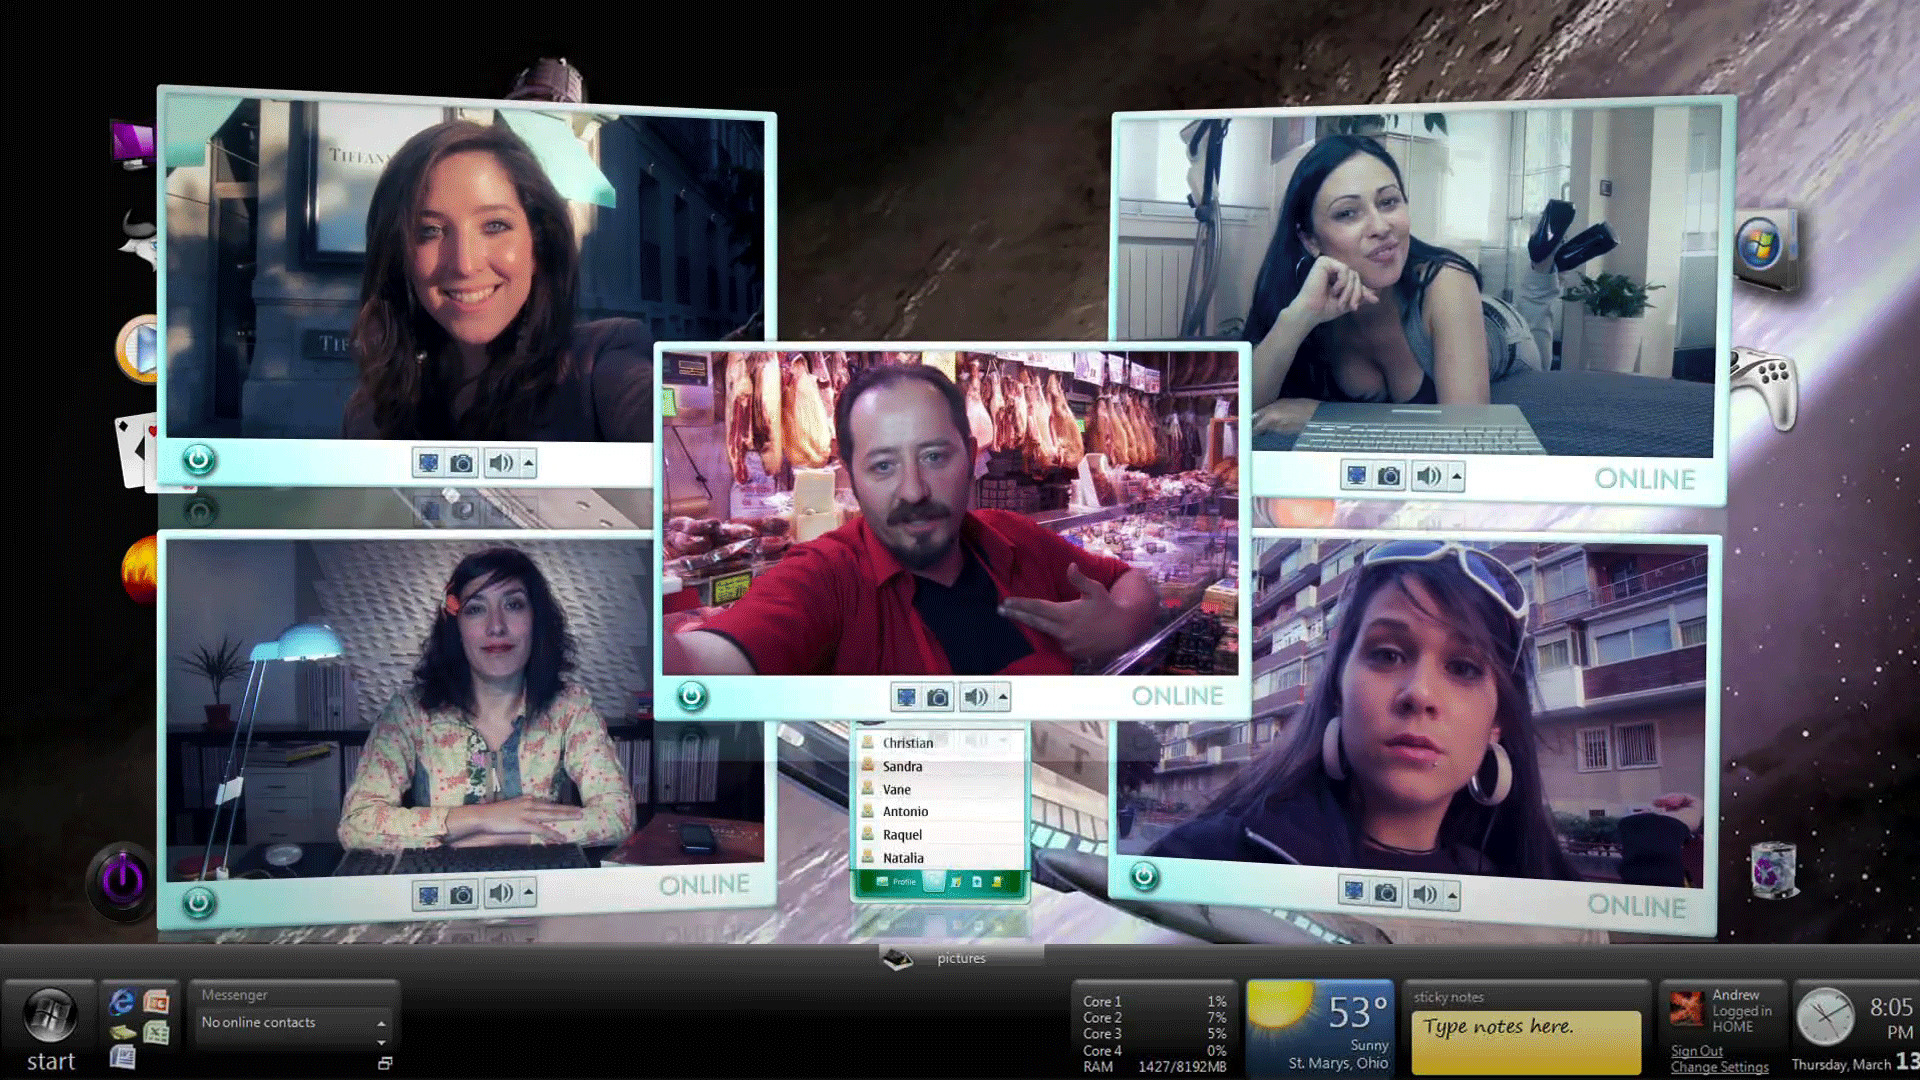 TIFFAN
TIF
ONLINE
ONLINE
ONLINE
ONLINE
Christian
Sandra
Vane
Antonio
Raquel
Natalia
Profile
pictures
start
Messenger
No online contacts
Core 1 1%
Core 2 7%
Core 3 5%
Core 4 0%
RAM 1427/8192MB
53°
Sunny
St. Marys, Ohio
sticky notes
Type notes here.
Andrew
Logged in
HOME
Sign Out
Change Settings
8:05
PM
Thursday, March 13